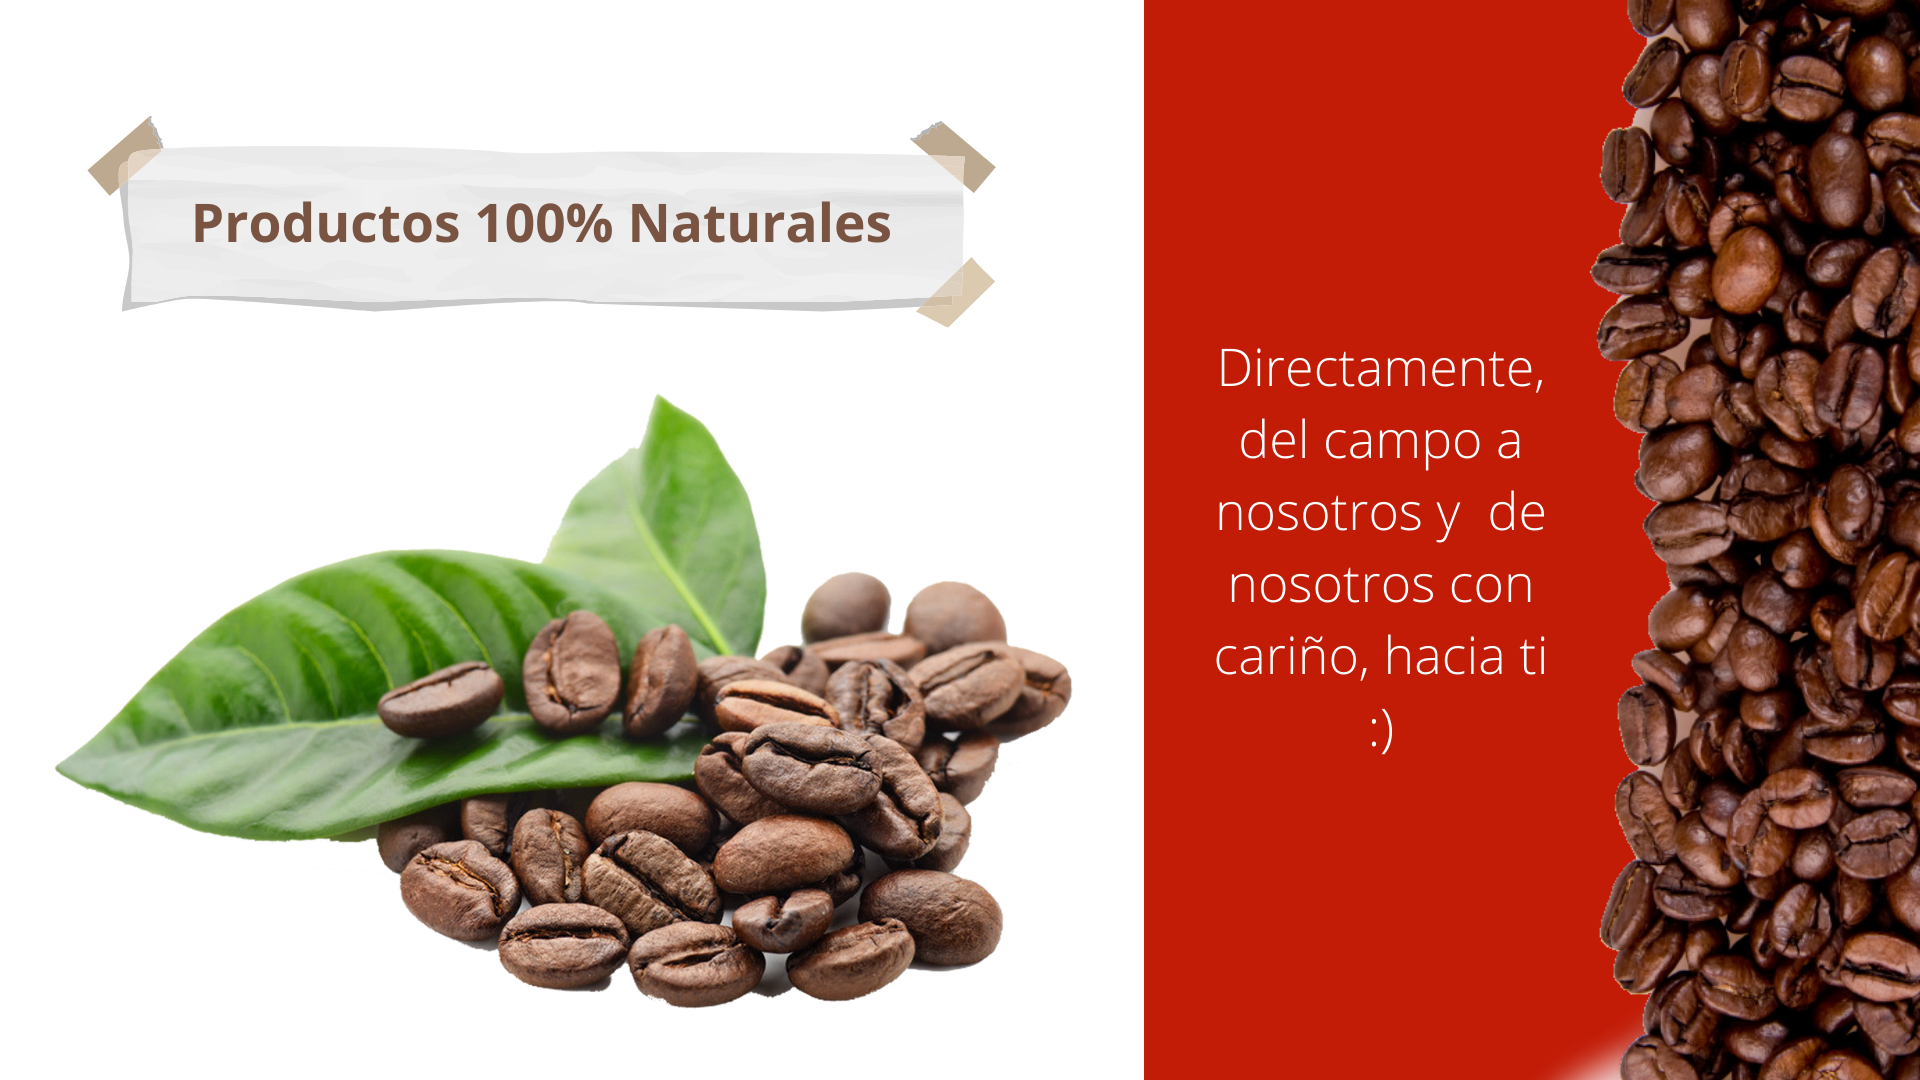 Productos 100% Naturales
Directamente,
del campo a
nosotros y  de
nosotros con
cariño, hacia ti
:)